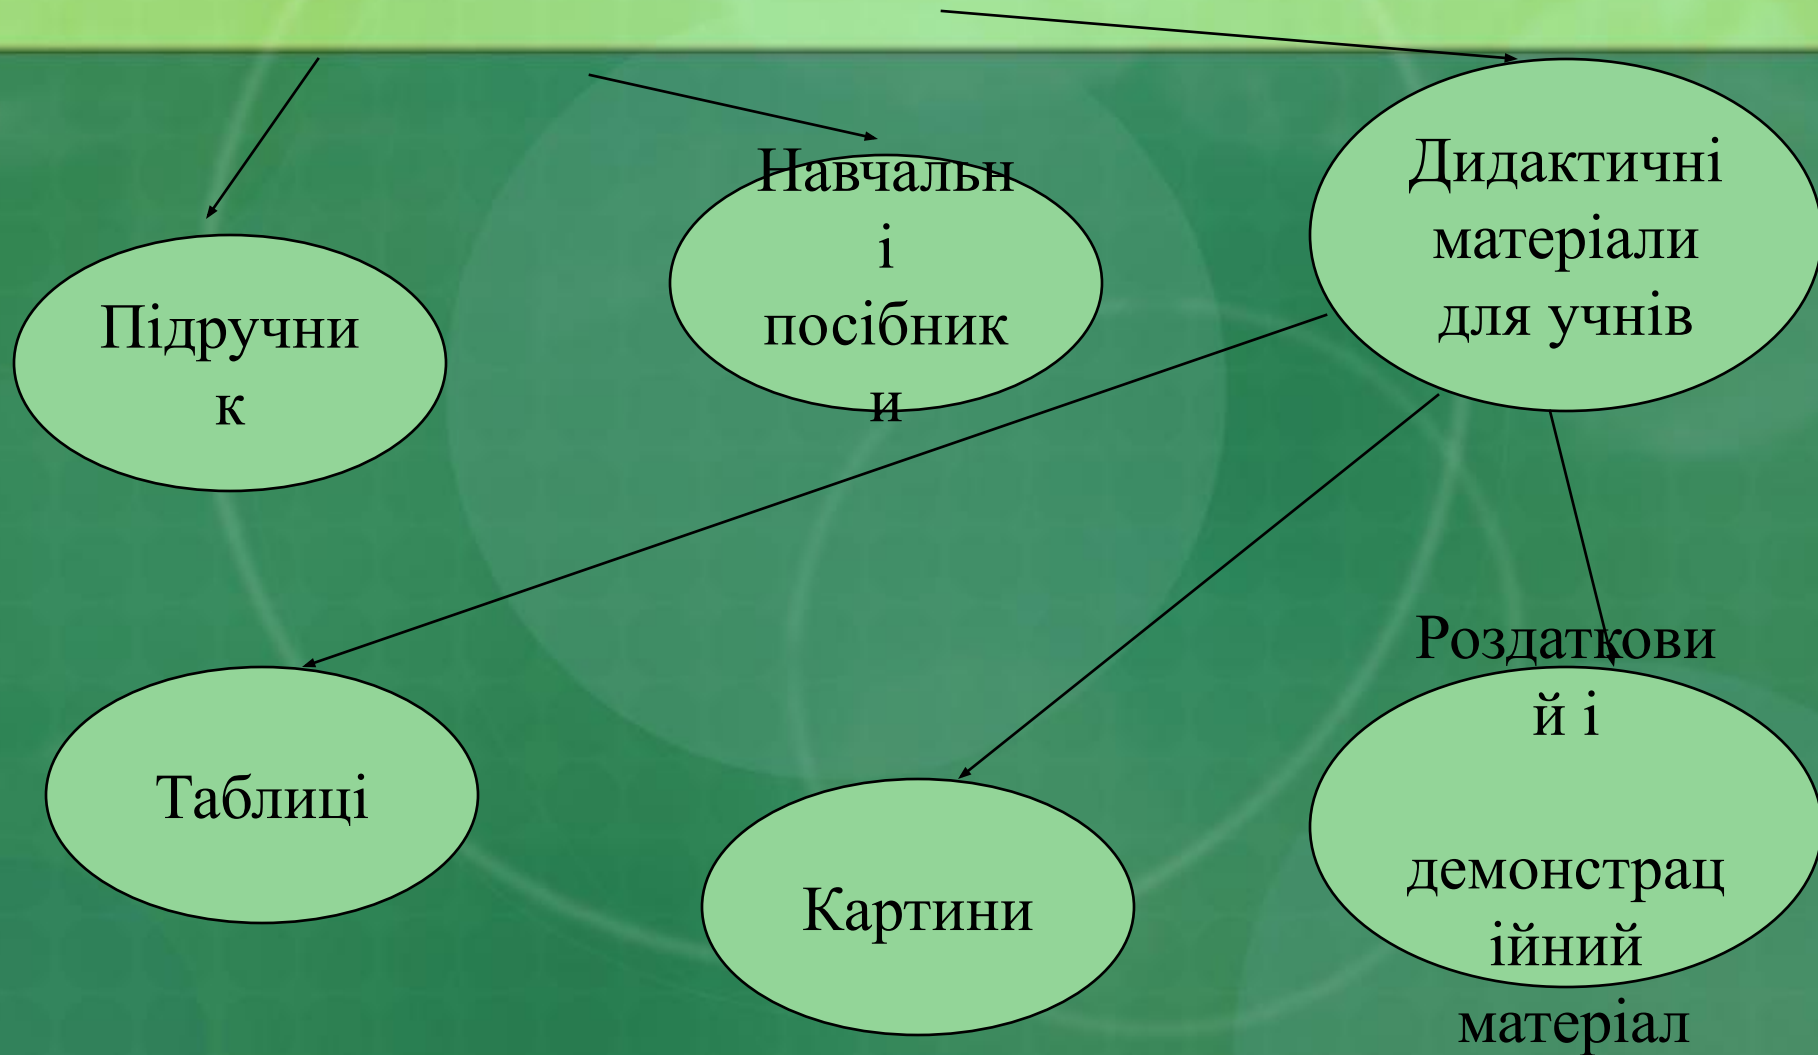 Підручни
к
Навчальн
і
посібник
и
Дидактичні
матеріали
для учнів
Таблиці
Картини
Роздаткови
й і
демонстрац
ійний
матеріал